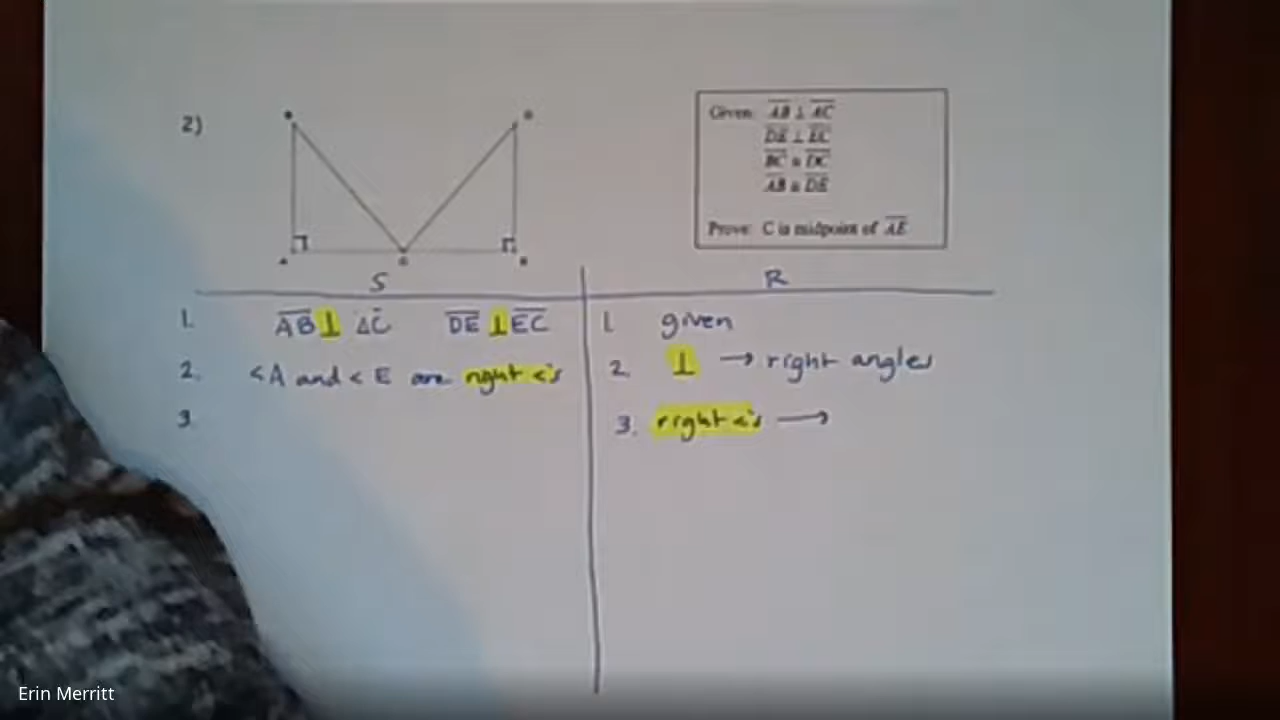 2)
Given: AB ⊥ AC
DE ⊥ EC
BC ≅ DC
AB ≅ DE
Prove: C is midpoint of AE
S
R
1. AB ⊥ AC DE ⊥ EC
1. given
2. <A and <E are right <'s
2. ⊥ → right angles
3.
3. right <'s →
Erin Merritt